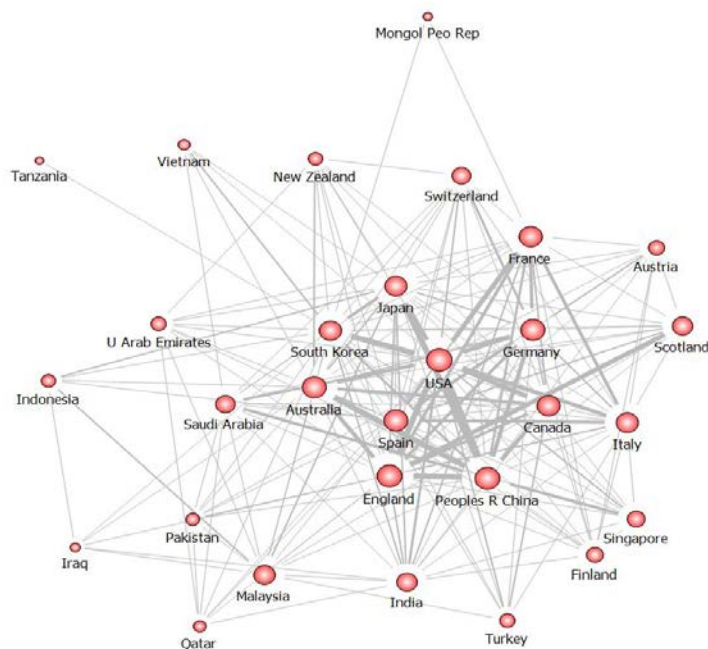 Mongol Peo Rep
Vietnam
Tanzania
New Zealand
Switzerland
France
Austria
Japan
U Arab Emirates
South Korea
Germany
Scotland
USA
Indonesia
Saudi Arabia
Australia
Spain
Canada
Italy
England
Peoples R China
Pakistan
Singapore
Iraq
Malaysia
India
Finland
Qatar
Turkey